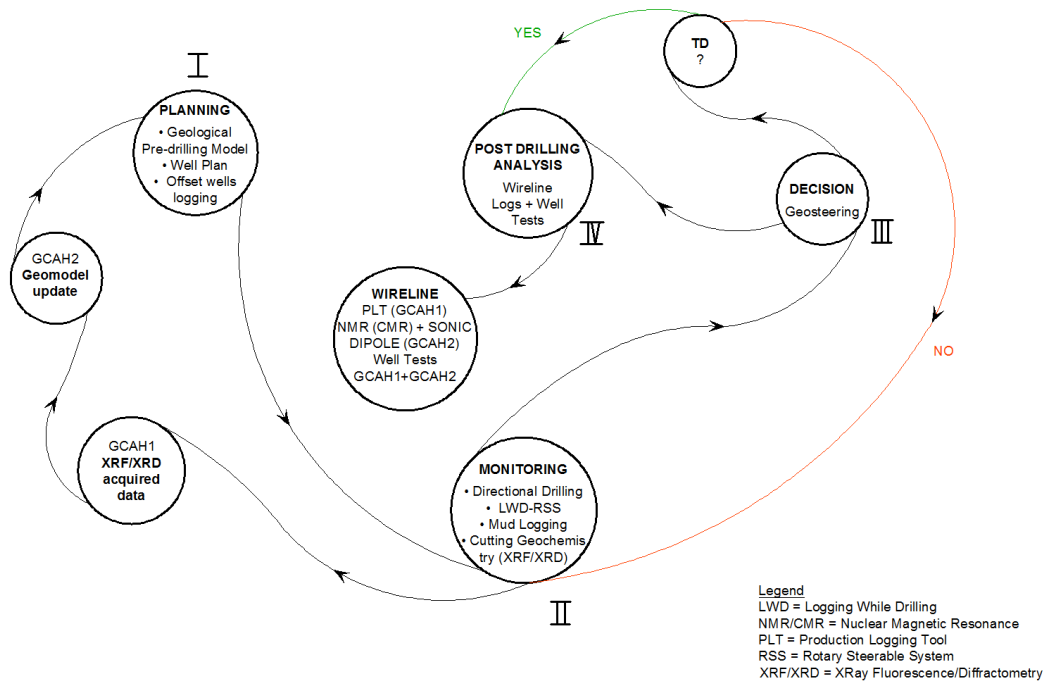 I
PLANNING
• Geological
Pre-drilling Model
• Well Plan
• Offset wells
logging
GCAH2
Geomodel
update
GCAH1
XRF/XRD
acquired
data
YES
TD
?
POST DRILLING
ANALYSIS
Wireline
Logs + Well
Tests
IV
DECISION
Geosteering
III
WIRELINE
PLT (GCAH1)
NMR (CMR) + SONIC
DIPOLE (GCAH2)
Well Tests
GCAH1+GCAH2
NO
MONITORING
• Directional Drilling
• LWD-RSS
• Mud Logging
• Cutting Geochemis
try (XRF/XRD)
II
Legend
LWD = Logging While Drilling
NMR/CMR = Nuclear Magnetic Resonance
PLT = Production Logging Tool
RSS = Rotary Steerable System
XRF/XRD = XRay Fluorescence/Diffractometry